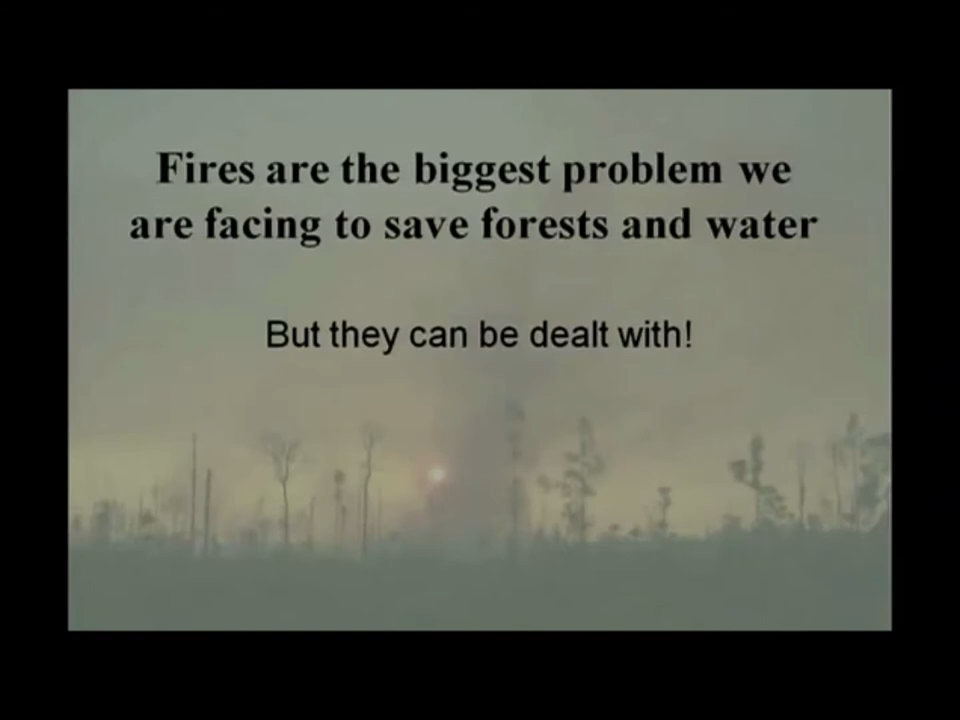 Fires are the biggest problem we
are facing to save forests and water
But they can be dealt with!